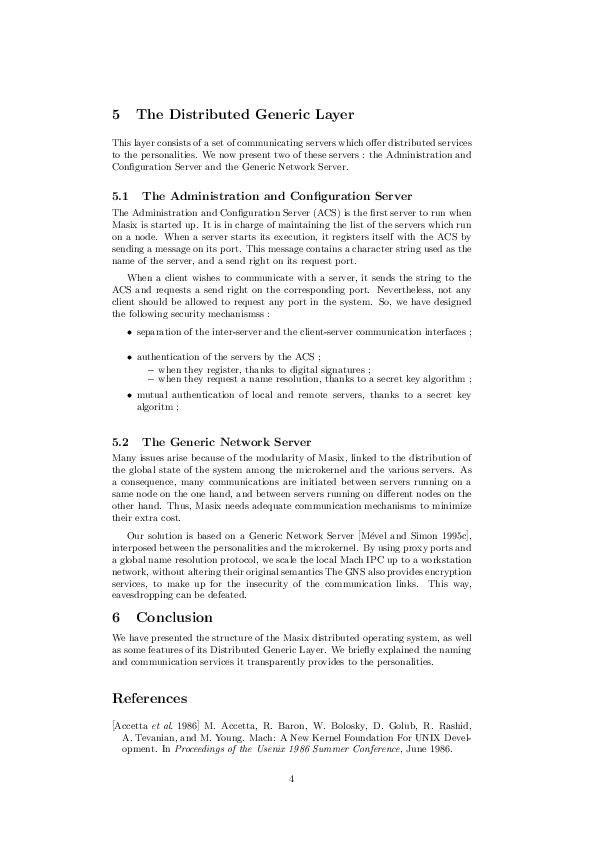 5 The Distributed Generic Layer
This layer consists of a set of communicating servers which offer distributed services
to the personalities. We now present two of these servers : the Administration and
Configuration Server and the Generic Network Server.
5.1 The Administration and Configuration Server
The Administration and Configuration Server (ACS) is the first server to run when
Masix is started up. It is in charge of maintaining the list of the servers which run
on a node. When a server starts its execution, it registers itself with the ACS by
sending a message on its port. This message contains a character string used as the
name of the server, and a send right on its request port.
When a client wishes to communicate with a server, it sends the string to the
ACS and requests a send right on the corresponding port. Nevertheless, not any
client should be allowed to request any port in the system. So, we have designed
the following security mechanismss :
• separation of the inter-server and the client-server communication interfaces ;
• authentication of the servers by the ACS ;
– when they register, thanks to digital signatures ;
– when they request a name resolution, thanks to a secret key algorithm ;
• mutual authentication of local and remote servers, thanks to a secret key
algoritm ;
5.2 The Generic Network Server
Many issues arise because of the modularity of Masix, linked to the distribution of
the global state of the system among the microkernel and the various servers. As
a consequence, many communications are initiated between servers running on a
same node on the one hand, and between servers running on different nodes on the
other hand. Thus, Masix needs adequate communication mechanisms to minimize
their extra cost.
Our solution is based on a Generic Network Server [Mével and Simon 1995c],
interposed between the personalities and the microkernel. By using proxy ports and
a global name resolution protocol, we scale the local Mach IPC up to a workstation
network, without altering their original semantics The GNS also provides encryption
services, to make up for the insecurity of the communication links. This way,
eavesdropping can be defeated.
6 Conclusion
We have presented the structure of the Masix distributed operating system, as well
as some features of its Distributed Generic Layer. We briefly explained the naming
and communication services it transparently provides to the personalities.
References
[Accetta et al. 1986] M. Accetta, R. Baron, W. Bolosky, D. Golub, R. Rashid,
A. Tevanian, and M. Young. Mach: A New Kernel Foundation For UNIX Devel-
opment. In Proceedings of the Usenix 1986 Summer Conference, June 1986.
4